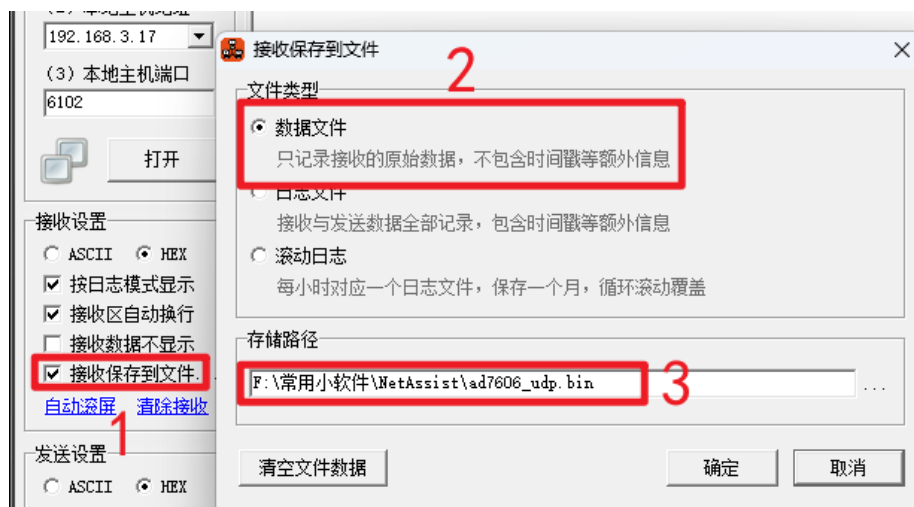 192.168.3.17
(3) 本地主机端口
6102
打开
接收设置
ASCII HEX
按日志模式显示
接收区自动换行
接收数据不显示
接收保存到文件...
自动滚屏 清除接收
1
发送设置
ASCII HEX
接收保存到文件
2
文件类型
数据文件
只记录接收的原始数据，不包含时间戳等额外信息
日志文件
接收与发送数据全部记录，包含时间戳等额外信息
滚动日志
每小时对应一个日志文件，保存一个月，循环滚动覆盖
存储路径
F:\常用小软件\NetAssist\ad7606_udp.bin
...
3
清空文件数据
确定
取消